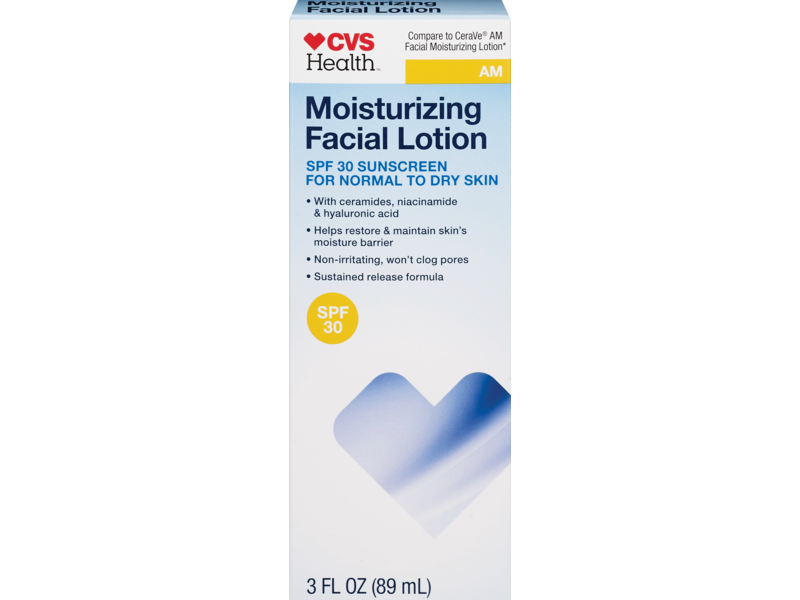 Moisturizing
Facial Lotion
CVS
Health™
Compare to CeraVe® AM
Facial Moisturizing Lotion*
AM
Moisturizing
Facial Lotion
SPF 30 SUNSCREEN
FOR NORMAL TO DRY SKIN
• With ceramides, niacinamide
& hyaluronic acid
• Helps restore & maintain skin's
moisture barrier
• Non-irritating, won't clog pores
• Sustained release formula
SPF
30
3 FL OZ (89 mL)